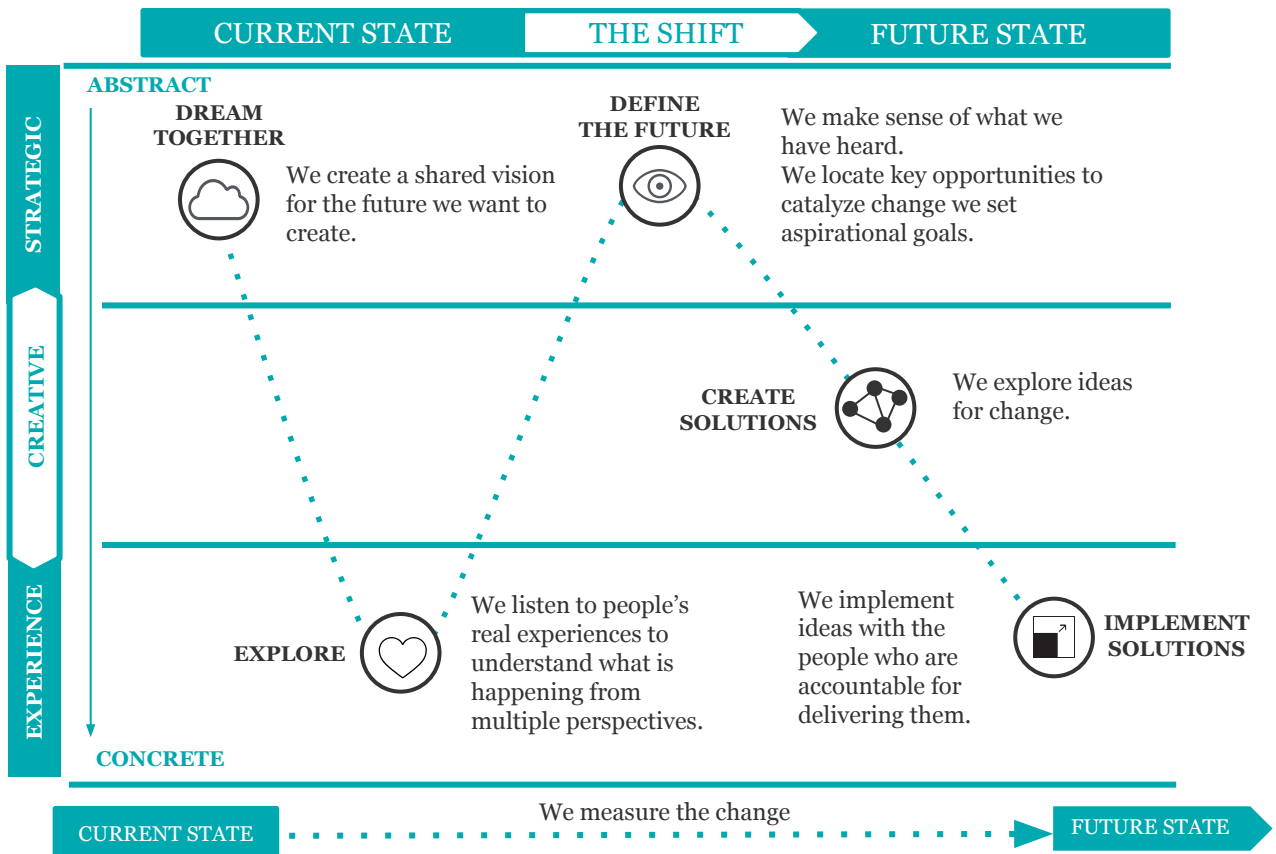 CURRENT STATE
THE SHIFT
FUTURE STATE
STRATEGIC
CREATIVE
EXPERIENCE
ABSTRACT
DREAM
TOGETHER
We create a shared vision
for the future we want to
create.
DEFINE
THE FUTURE
We make sense of what we
have heard.
We locate key opportunities to
catalyze change we set
aspirational goals.
CREATE
SOLUTIONS
We explore ideas
for change.
EXPLORE
We listen to people's
real experiences to
understand what is
happening from
multiple perspectives.
We implement
ideas with the
people who are
accountable for
delivering them.
IMPLEMENT
SOLUTIONS
CONCRETE
CURRENT STATE
We measure the change
FUTURE STATE